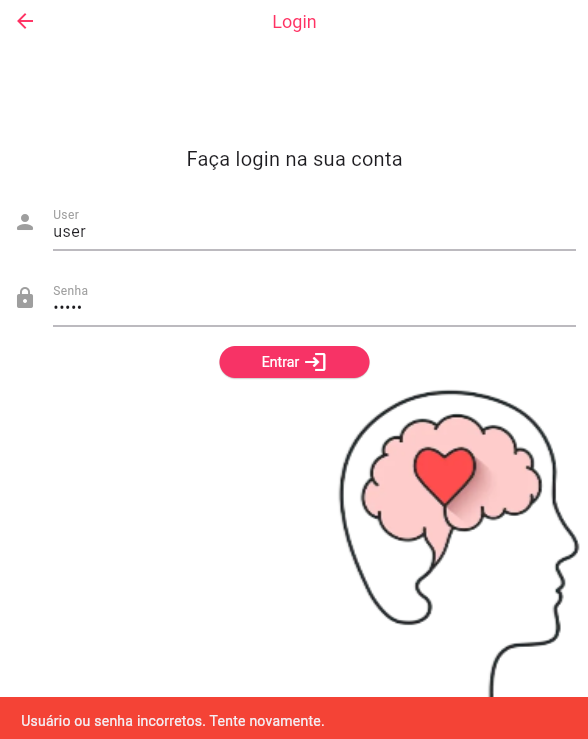 Login
Faça login na sua conta
User
user
Senha
•••••
Entrar
Usuário ou senha incorretos. Tente novamente.